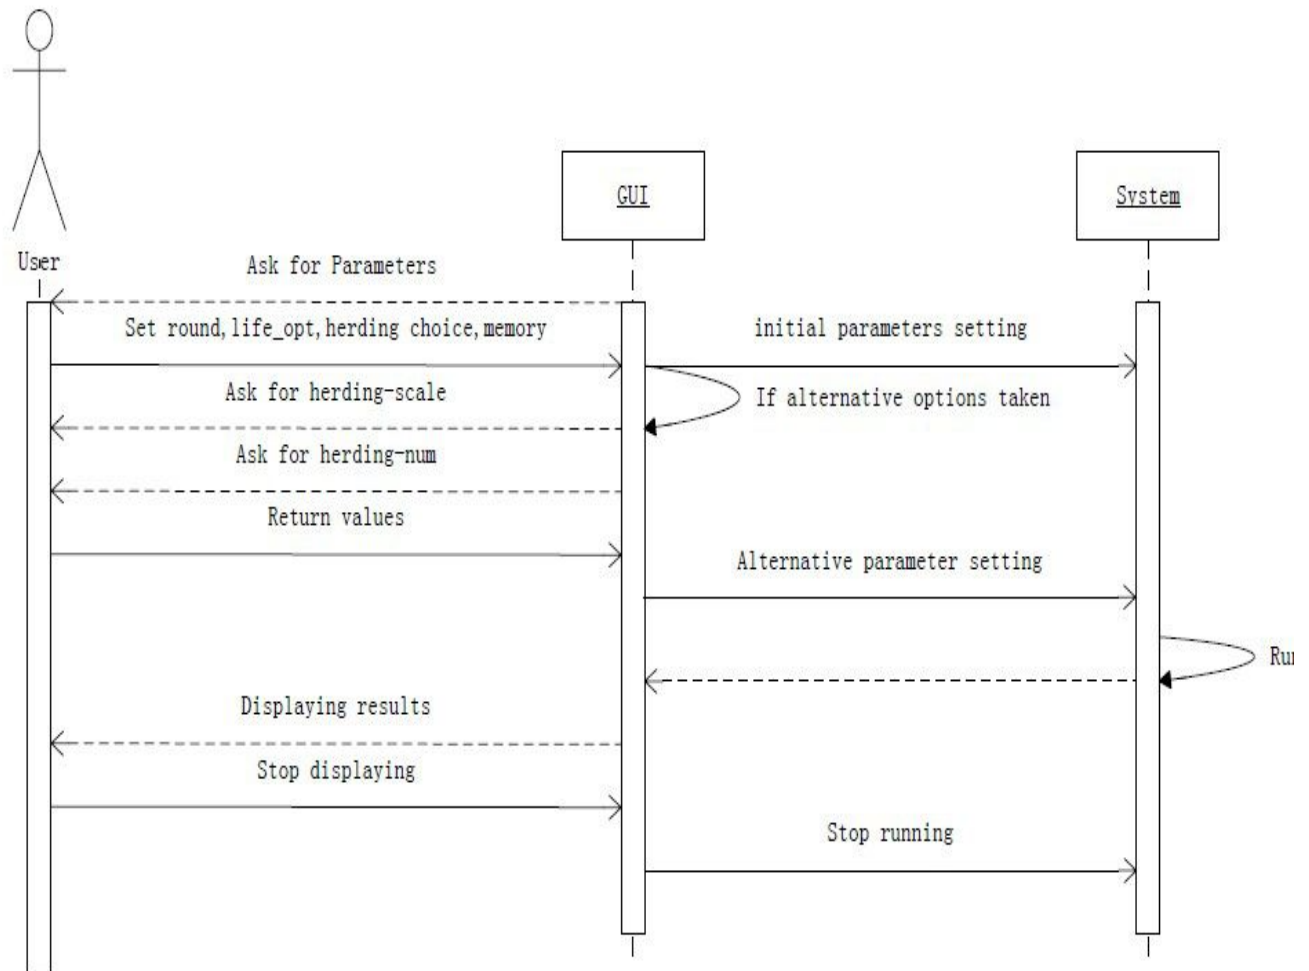 GUI
System
User
Ask for Parameters
Set round,life_opt,herding choice,memory
initial parameters setting
Ask for herding-scale
If alternative options taken
Ask for herding-num
Return values
Alternative parameter setting
Run
Displaying results
Stop displaying
Stop running